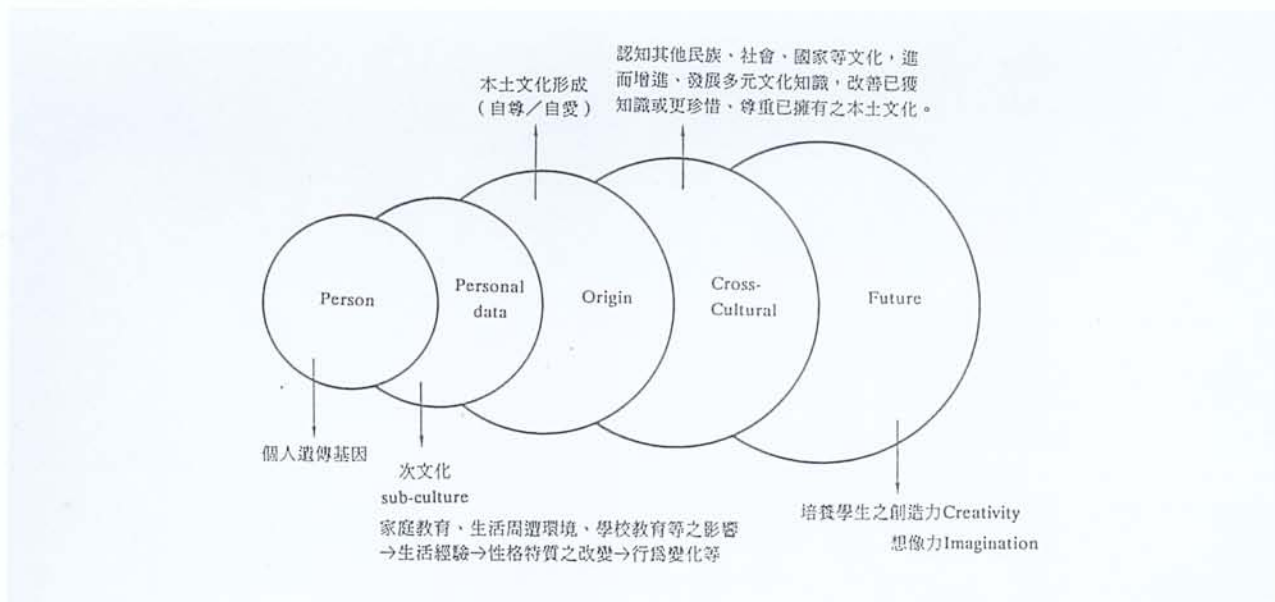 認知其他民族、社會、國家等文化，進
而增進、發展多元文化知識，改善已獲
知識或更珍惜、尊重已擁有之本土文化。
本土文化形成
（自尊／自愛）
Person
Personal
data
Origin
Cross-
Cultural
Future
個人遺傳基因
次文化
sub-culture
家庭教育、生活周遭環境、學校教育等之影響
→生活經驗→性格特質之改變→行爲變化等
培養學生之創造力Creativity
想像力Imagination